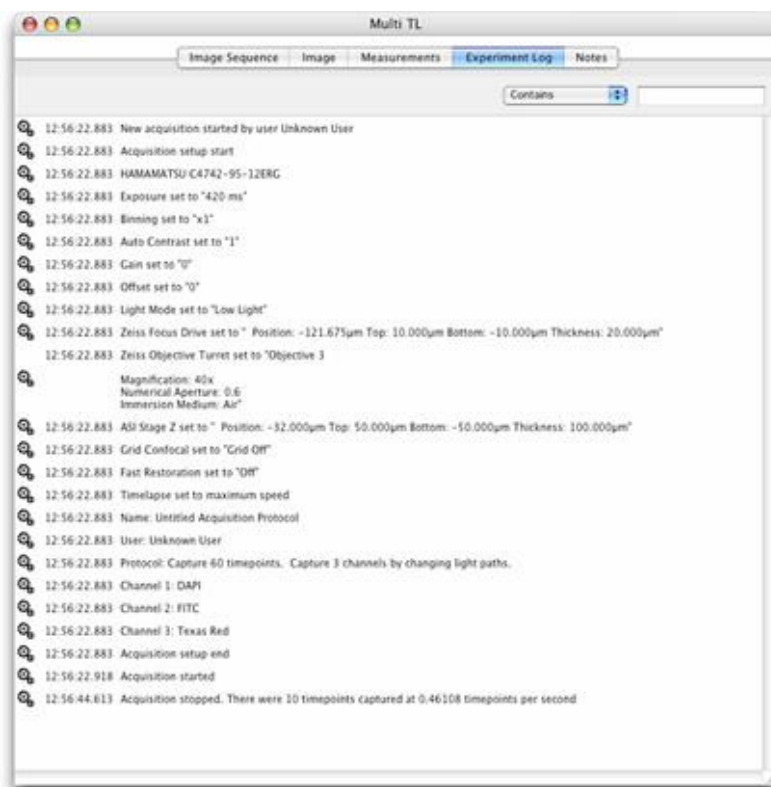 Multi TL
Image Sequence Image Measurements Experiment Log Notes
Contains
12:56:22.883 New acquisition started by user Unknown User
12:56:22.883 Acquisition setup start
12:56:22.883 HAMAMATSU C4742-95-12ERG
12:56:22.883 Exposure set to "420 ms"
12:56:22.883 Binning set to "x1"
12:56:22.883 Auto Contrast set to "1"
12:56:22.883 Gain set to "0"
12:56:22.883 Offset set to "0"
12:56:22.883 Light Mode set to "Low Light"
12:56:22.883 Zeiss Focus Drive set to " Position: -121.675µm Top: 10.000µm Bottom: -10.000µm Thickness: 20.000µm"
12:56:22.883 Zeiss Objective Turret set to "Objective 3
Magnification: 40x
Numerical Aperture: 0.6
Immersion Medium: Air"
12:56:22.883 ASI Stage Z set to " Position: -32.000µm Top: 50.000µm Bottom: -50.000µm Thickness: 100.000µm"
12:56:22.883 Grid Confocal set to "Grid Off"
12:56:22.883 Fast Restoration set to "Off"
12:56:22.883 Timelapse set to maximum speed
12:56:22.883 Name: Untitled Acquisition Protocol
12:56:22.883 User: Unknown User
12:56:22.883 Protocol: Capture 60 timepoints. Capture 3 channels by changing light paths.
12:56:22.883 Channel 1: DAPI
12:56:22.883 Channel 2: FITC
12:56:22.883 Channel 3: Texas Red
12:56:22.883 Acquisition setup end
12:56:22.918 Acquisition started
12:56:44.613 Acquisition stopped. There were 10 timepoints captured at 0.46108 timepoints per second